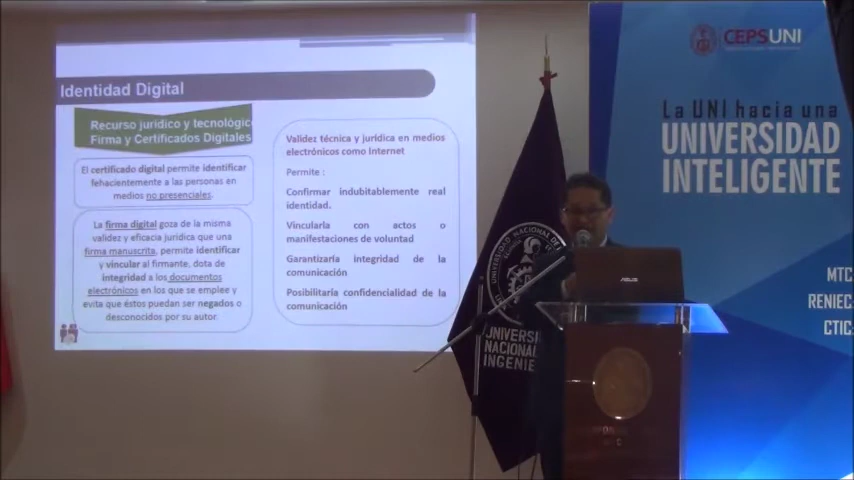 Identidad Digital
Recurso jurídico y tecnológico
Firma y Certificados Digitales
El certificado digital permite identificar
fehacientemente a las personas en
medios no presenciales.
La firma digital goza de la misma
validez y eficacia jurídica que una
firma manuscrita, permite identificar
y vincular al firmante, dota de
integridad a los documentos
electrónicos en los que se emplee y
evita que éstos puedan ser negados o
desconocidos por su autor.
Validez técnica y jurídica en medios
electrónicos como Internet
Permite :
Confirmar indubitablemente real
identidad.
Vincularla con actos o
manifestaciones de voluntad
Garantizaría integridad de la
comunicación
Posibilitaría confidencialidad de la
comunicación
UNIVERSIDAD NACIONAL DE
UNIVERSI
NACIONAL
INGENIE
ASUS
CEPSUNI
La UNI hacia una
UNIVERSIDAD
INTELIGENTE
MTC
RENIEC
CTIC